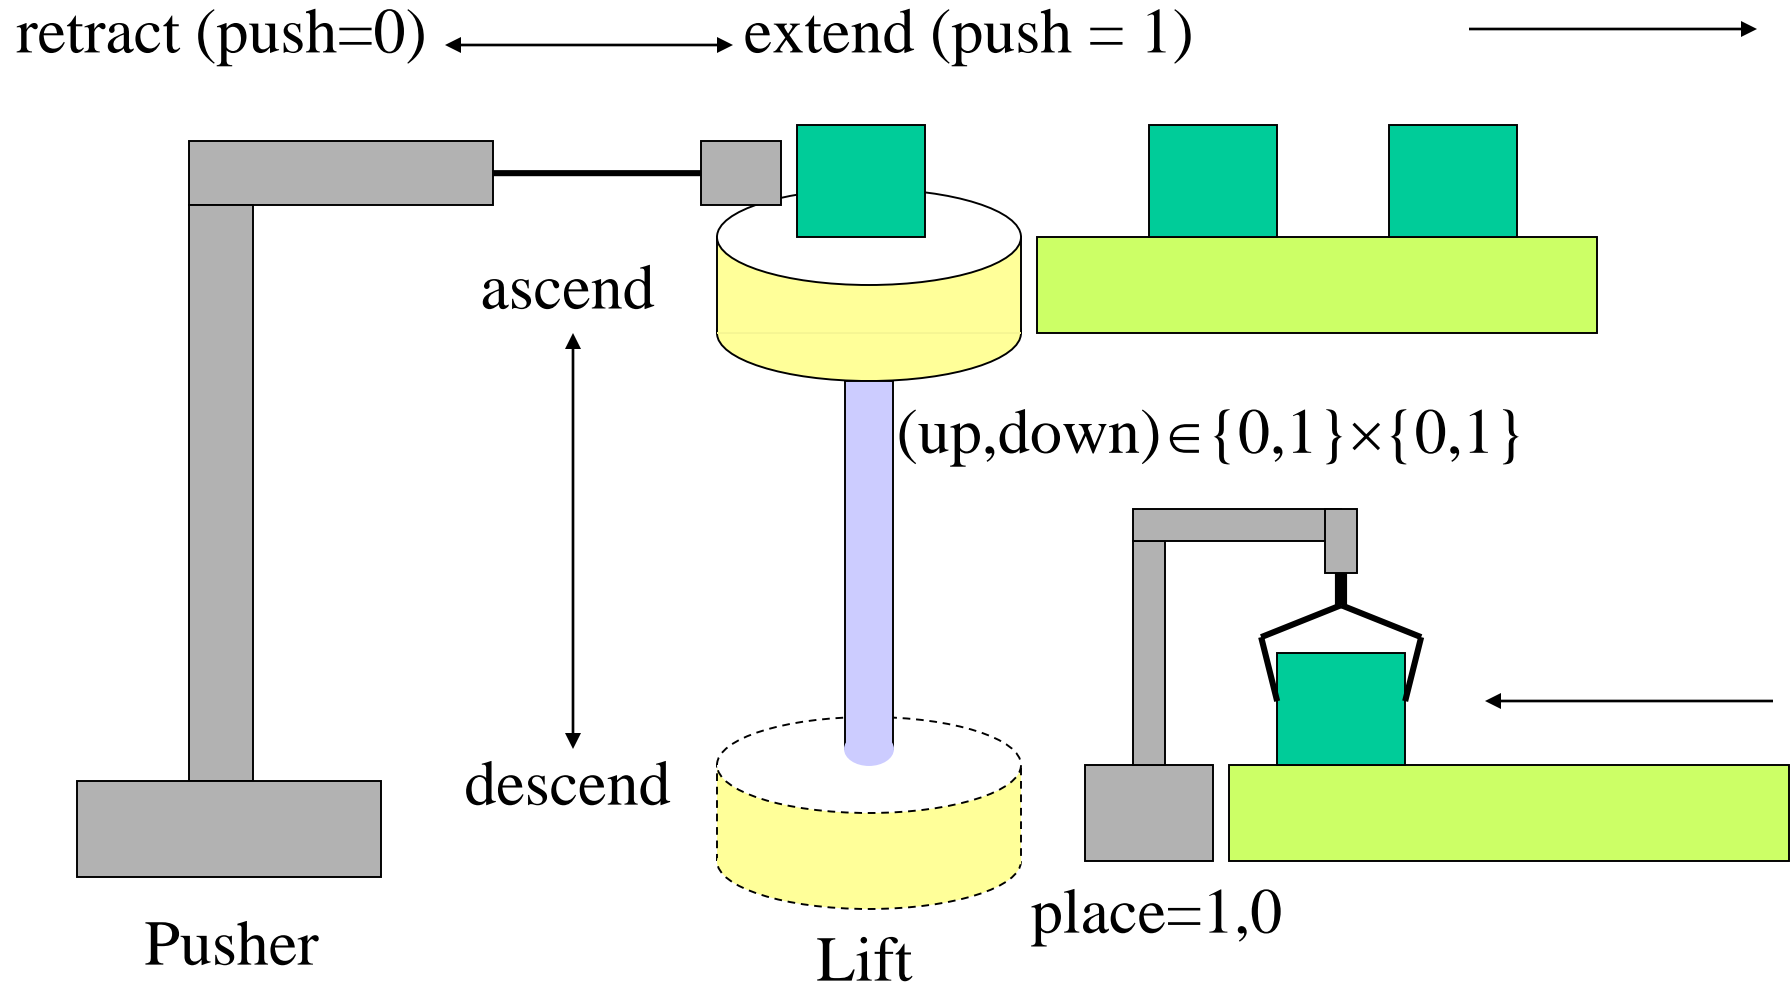 retract (push=0)
extend (push = 1)
ascend
(up,down)∈{0,1}×{0,1}
descend
place=1,0
Pusher
Lift